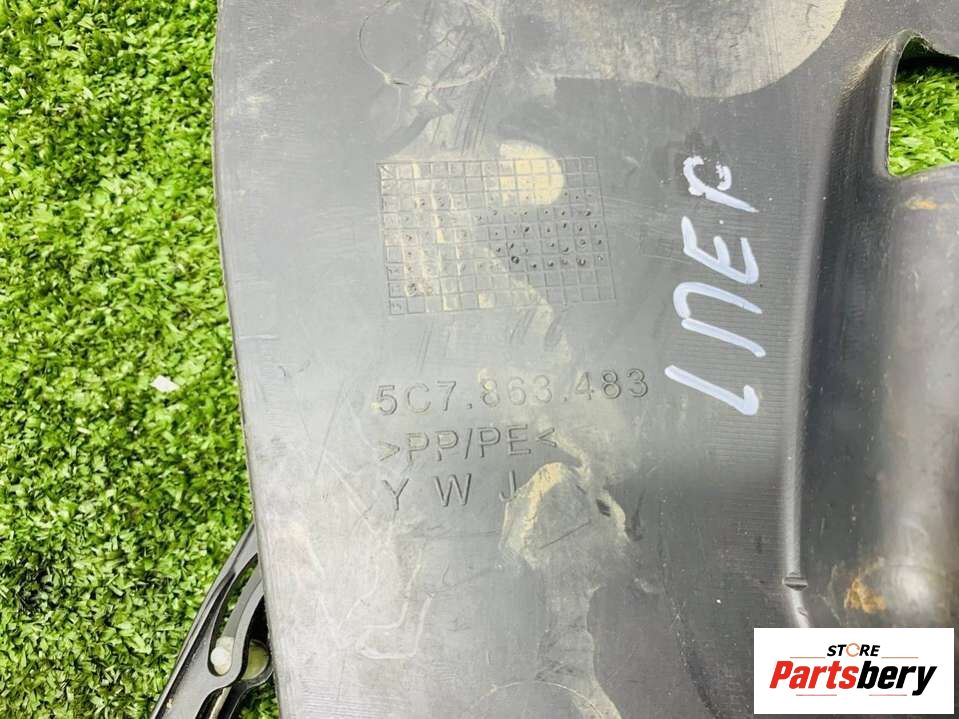 5C7.863.483
>PP/PE<
Y W J
STORE
Partsbery